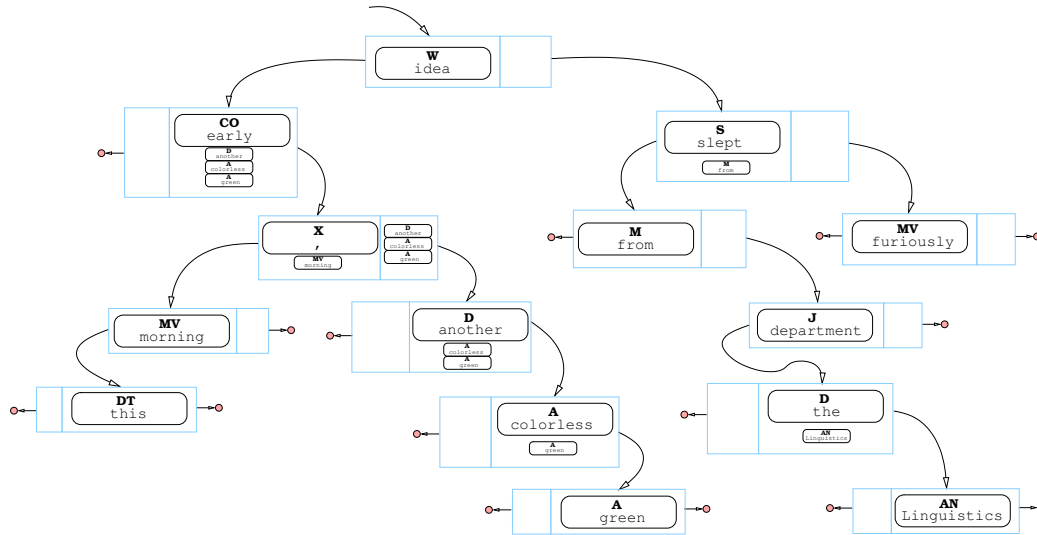 W
idea
CO
early
D
another
A
colorless
A
green
S
slept
M
from
X
,
MV
morning
D
another
A
colorless
A
green
M
from
MV
furiously
MV
morning
D
another
A
colorless
A
green
J
department
DT
this
A
colorless
A
green
D
the
AN
Linguistics
A
green
AN
Linguistics